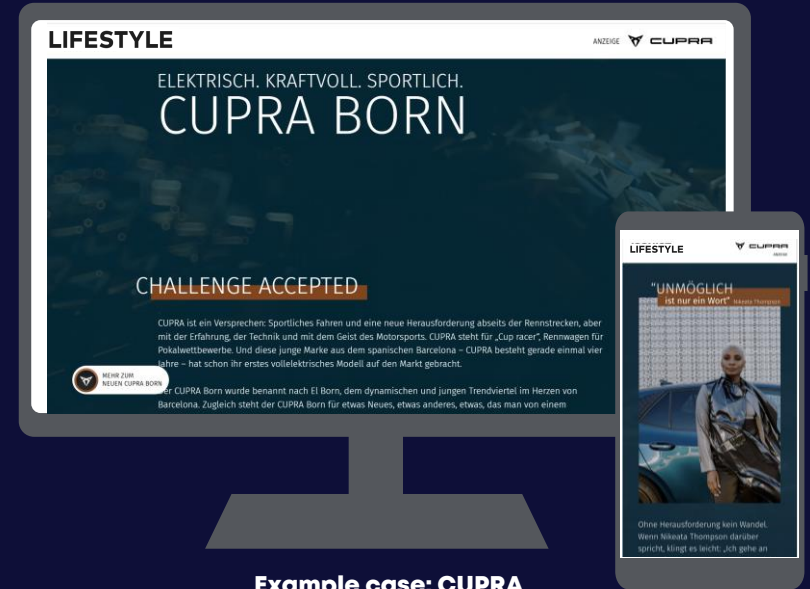 LIFESTYLE
ANZEIGE CUPRA
ELEKTRISCH. KRAFTVOLL. SPORTLICH.
CUPRA BORN
CHALLENGE ACCEPTED
CUPRA ist ein Versprechen: Sportliches Fahren und eine neue Herausforderung abseits der Rennstrecken, aber
mit der Erfahrung, der Technik und mit dem Geist des Motorsports. CUPRA steht für „Cup racer“, Rennwagen für
Pokalwettbewerbe. Und diese junge Marke aus dem spanischen Barcelona – CUPRA besteht gerade einmal vier
Jahre – hat schon ihr erstes vollelektrisches Modell auf den Markt gebracht.
MEHR ZUM
NEUEN CUPRA BORN
er CUPRA Born wurde benannt nach El Born, dem dynamischen und jungen Trendviertel im Herzen von
Barcelona. Zugleich steht der CUPRA Born für etwas Neues, etwas anderes, etwas, das man von einem
LIFESTYLE
CUPRA
ANZEIGE
“UNMÖGLICH
ist nur ein Wort” Nikeata Thompson
Ohne Herausforderung kein Wandel.
Wenn Nikeata Thompson darüber
spricht, klingt es leicht: „Ich gehe an
Example case: CUPRA